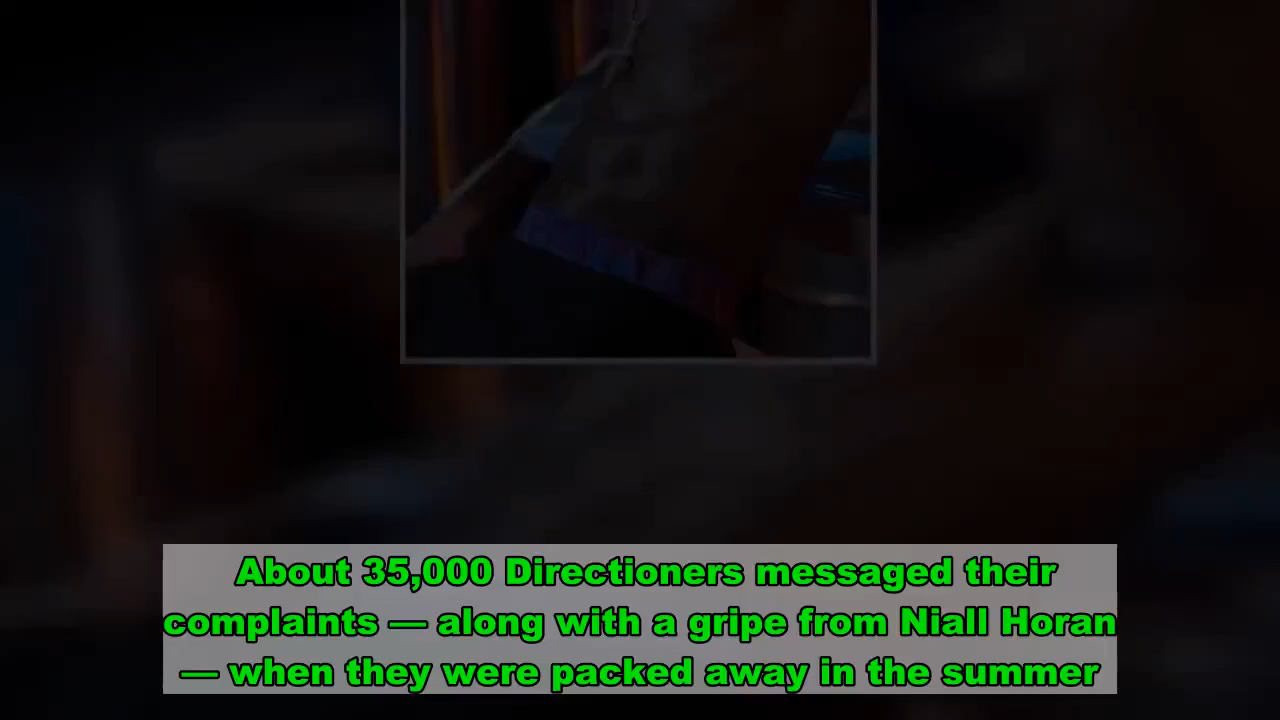 About 35,000 Directioners messaged their
complaints — along with a gripe from Niall Horan
— when they were packed away in the summer